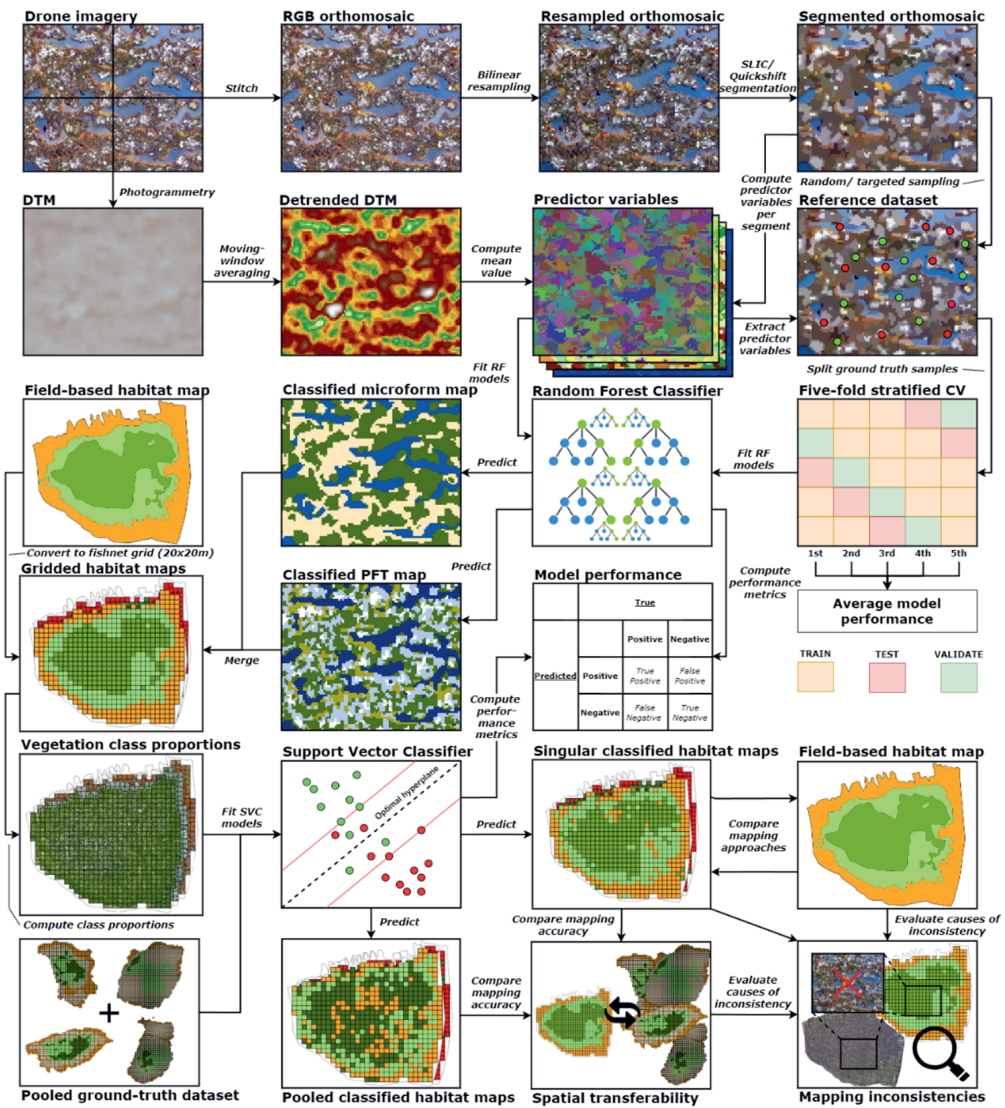 Drone imagery
RGB orthomosaic
Resampled orthomosaic
Segmented orthomosaic
Stitch
Bilinear
resampling
SLIC/
Quickshift
segmentation
Photogrammetry
Compute
predictor
variables
per
segment
Random/ targeted sampling
DTM
Detrended DTM
Predictor variables
Reference dataset
Moving-
window
averaging
Compute
mean
value
Extract
predictor
variables
Fit RF
models
Split ground truth samples
Field-based habitat map
Classified microform map
Random Forest Classifier
Five-fold stratified CV
Predict
Fit RF
models
Convert to fishnet grid (20x20m)
1st 2nd 3rd 4th 5th
Predict
Compute
performance
metrics
Gridded habitat maps
Classified PFT map
Model performance
Average model
performance
True
Positive Negative
Predicted
Positive
True
Positive
False
Positive
Negative
False
Negative
True
Negative
TRAIN TEST VALIDATE
Merge
Compute
perfor-
mance
metrics
Vegetation class proportions
Support Vector Classifier
Singular classified habitat maps
Field-based habitat map
Fit SVC
models
Optimal hyperplane
Predict
Compare
mapping
approaches
Compute class proportions
Predict
Compare mapping
accuracy
Evaluate causes of
inconsistency
Compare
mapping
accuracy
Evaluate
causes of
inconsistency
Pooled ground-truth dataset
Pooled classified habitat maps
Spatial transferability
Mapping inconsistencies